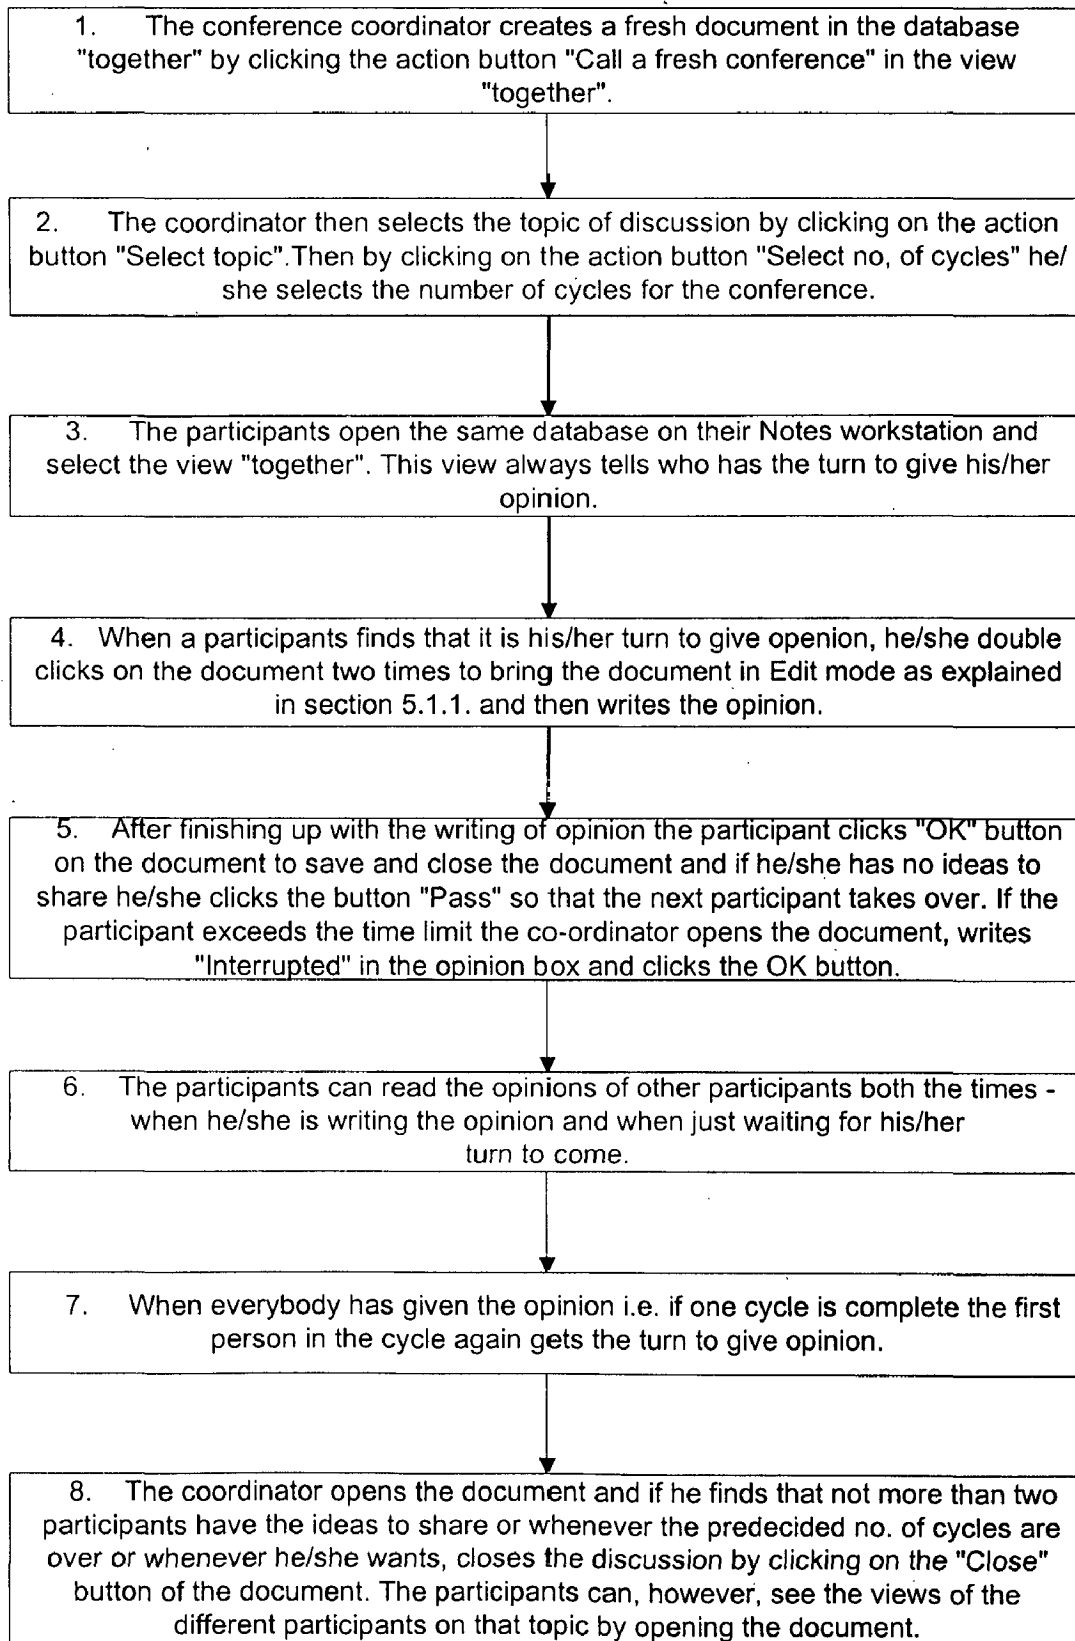 1. The conference coordinator creates a fresh document in the database
"together" by clicking the action button "Call a fresh conference" in the view
"together".
2. The coordinator then selects the topic of discussion by clicking on the action
button "Select topic".Then by clicking on the action button "Select no, of cycles" he/
she selects the number of cycles for the conference.
3. The participants open the same database on their Notes workstation and
select the view "together". This view always tells who has the turn to give his/her
opinion.
4. When a participants finds that it is his/her turn to give openion, he/she double
clicks on the document two times to bring the document in Edit mode as explained
in section 5.1.1. and then writes the opinion.
5. After finishing up with the writing of opinion the participant clicks "OK" button
on the document to save and close the document and if he/she has no ideas to
share he/she clicks the button "Pass" so that the next participant takes over. If the
participant exceeds the time limit the co-ordinator opens the document, writes
"Interrupted" in the opinion box and clicks the OK button.
6. The participants can read the opinions of other participants both the times -
when he/she is writing the opinion and when just waiting for his/her
turn to come.
7. When everybody has given the opinion i.e. if one cycle is complete the first
person in the cycle again gets the turn to give opinion.
8. The coordinator opens the document and if he finds that not more than two
participants have the ideas to share or whenever the predecided no. of cycles are
over or whenever he/she wants, closes the discussion by clicking on the "Close"
button of the document. The participants can, however, see the views of the
different participants on that topic by opening the document.